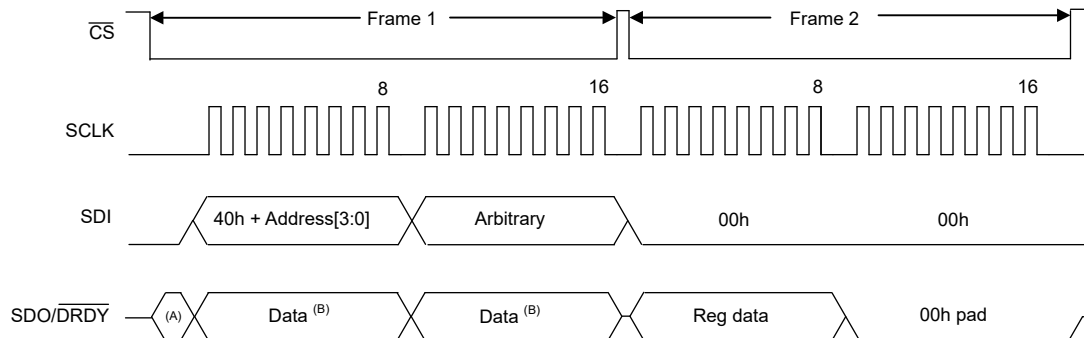 Frame 1 Frame 2
CS
8 16 8 16
SCLK
SDI 40h + Address[3:0] Arbitrary 00h 00h
SDO/DRDY (A) Data (B) Data (B) Reg data 00h pad